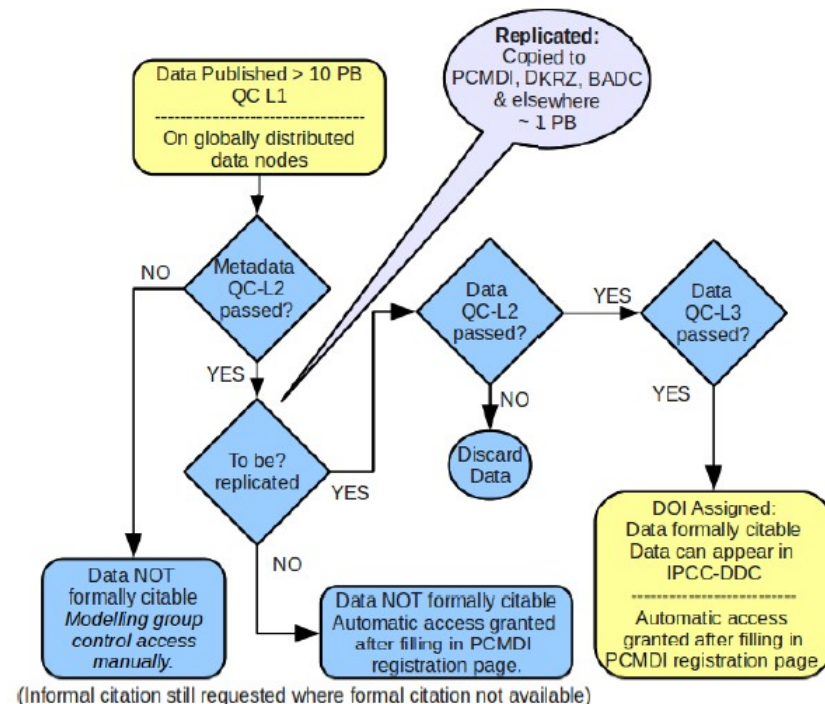 Data Published > 10 PB
QC L1
-----------------------------------
On globally distributed
data nodes
Replicated:
Copied to
PCMDI, DKRZ, BADC
& elsewhere
~ 1 PB
NO
Metadata
QC-L2
passed?
YES
Data
QC-L2
passed?
YES
Data
QC-L3
passed?
YES
NO
Discard
Data
To be?
replicated
YES
NO
Data NOT
formally citable
Modelling group
control access
manually.
Data NOT formally citable
Automatic access granted
after filling in PCMDI
registration page.
DOI Assigned:
Data formally citable
Data can appear in
IPCC-DDC
---------------------------
Automatic access
granted after filling in
PCMDI registration page
(Informal citation still requested where formal citation not available)